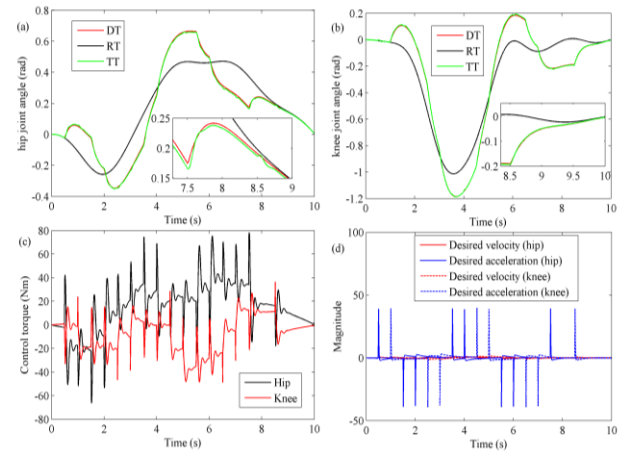 (a)
DT
RT
TT
hip joint angle (rad)
0.8
0.6
0.4
0.2
0
-0.2
-0.4
0.25
0.2
0.15
7.5 8 8.5 9
0 2 4 6 8 10
Time (s)
(b)
DT
RT
TT
knee joint angle (rad)
0.2
0
-0.2
-0.4
-0.6
-0.8
-1
-1.2
0
-0.1
-0.2
8.5 9 9.5 10
0 2 4 6 8 10
Time (s)
(c)
Control torque (Nm)
80
60
40
20
0
-20
-40
-60
-80
Hip
Knee
0 2 4 6 8 10
Time (s)
(d)
Desired velocity (hip)
Desired acceleration (hip)
Desired velocity (knee)
Desired acceleration (knee)
Magnitude
100
50
0
-50
0 2 4 6 8 10
Time (s)